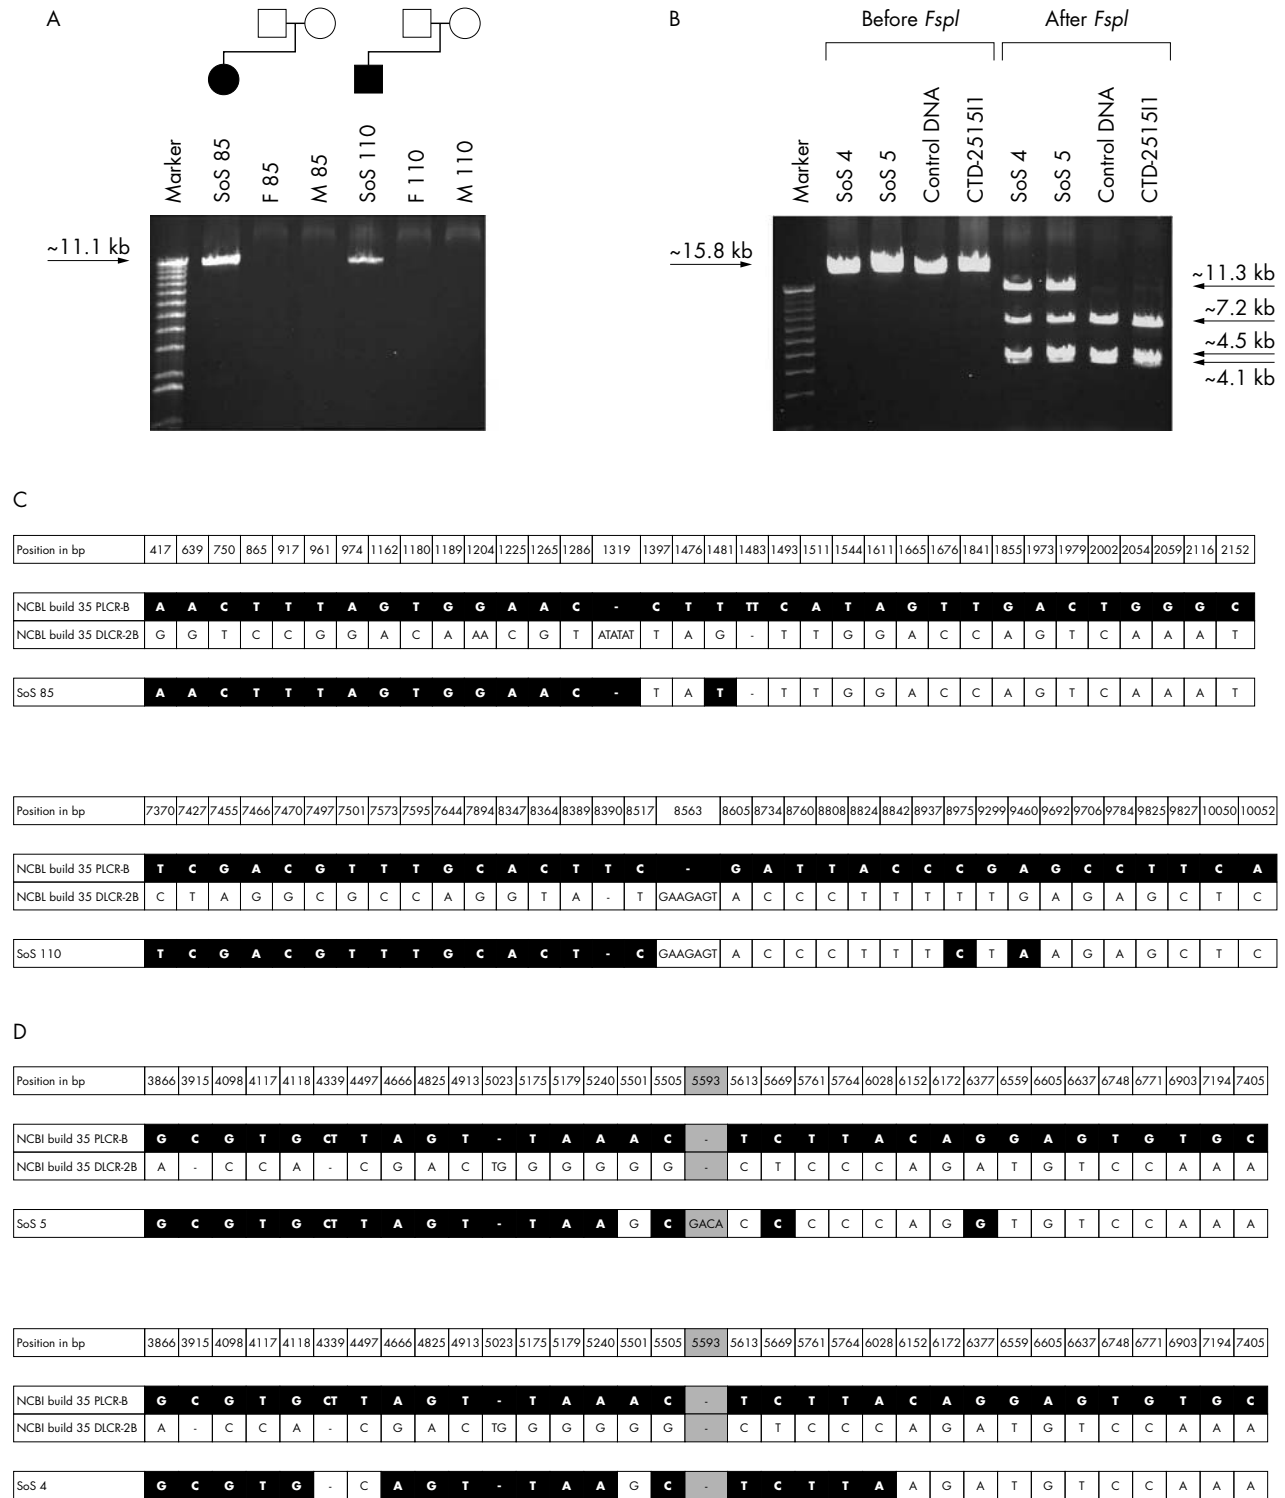 A
B
Before FspI
After FspI
Marker
SoS 85
F 85
M 85
SoS 110
F 110
M 110
Marker
SoS 4
SoS 5
Control DNA
CTD-2515I1
SoS 4
SoS 5
Control DNA
CTD-2515I1
~11.1 kb
~15.8 kb
~11.3 kb
~7.2 kb
~4.5 kb
~4.1 kb
C
Position in bp 417 639 750 865 917 961 974 1162 1180 1189 1204 1225 1265 1286 1319 1397 1476 1481 1483 1493 1511 1544 1611 1665 1676 1841 1855 1973 1979 2002 2054 2059 2116 2152
NCBL build 35 PLCR-B A A C T T T A G T G G A A C - C T T TT C A T A G T T G A C T G G G C
NCBL build 35 DLCR-2B G G T C C G G A C A AA C G T ATATAT T A G - T T G G A C C A G T C A A A T
SoS 85 A A C T T T A G T G G A A C - T A T - T T G G A C C A G T C A A A T
Position in bp 7370 7427 7455 7466 7470 7497 7501 7573 7595 7644 7894 8347 8364 8389 8390 8517 8563 8605 8734 8760 8808 8824 8842 8937 8975 9299 9460 9692 9706 9784 9825 9827 10050 10052
NCBL build 35 PLCR-B T C G A C G T T T G C A C T T C - G A T T A C C C G A G C C T T C A
NCBL build 35 DLCR-2B C T A G G C G C C A G G T A - T GAAGAGT A C C C T T T T T G A G A G C T C
SoS 110 T C G A C G T T T G C A C T - C GAAGAGT A C C C T T T C T A A G A G C T C
D
Position in bp 3866 3915 4098 4117 4118 4339 4497 4666 4825 4913 5023 5175 5179 5240 5501 5505 5593 5613 5669 5761 5764 6028 6152 6172 6377 6559 6605 6637 6748 6771 6903 7194 7405
NCBI build 35 PLCR-B G C G T G CT T A G T - T A A A C - T C T T A C A G G A G T G T G C
NCBI build 35 DLCR-2B A - C C A - C G A C TG G G G G G - C T C C C A G A T G T C C A A A
SoS 5 G C G T G CT T A G T - T A A G C GACA C C C C A G G T G T C C A A A
Position in bp 3866 3915 4098 4117 4118 4339 4497 4666 4825 4913 5023 5175 5179 5240 5501 5505 5593 5613 5669 5761 5764 6028 6152 6172 6377 6559 6605 6637 6748 6771 6903 7194 7405
NCBI build 35 PLCR-B G C G T G CT T A G T - T A A A C - T C T T A C A G G A G T G T G C
NCBI build 35 DLCR-2B A - C C A - C G A C TG G G G G G - C T C C C A G A T G T C C A A A
SoS 4 G C G T G - C A G T - T A A G C - T C T T A A G A T G T C C A A A